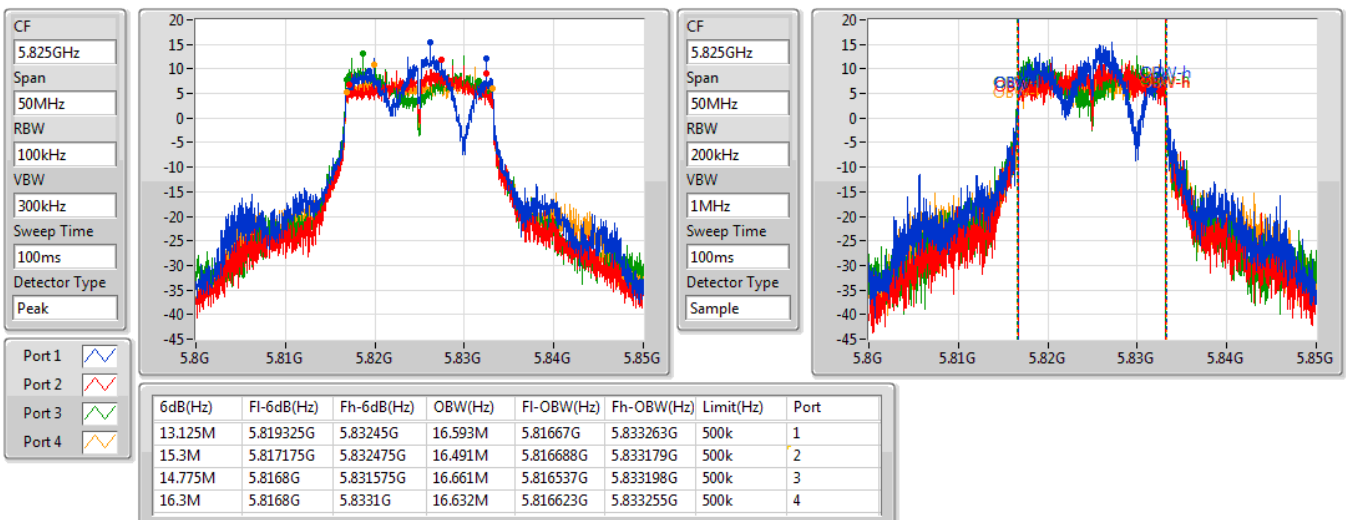 CF
5.825GHz
Span
50MHz
RBW
100kHz
VBW
300kHz
Sweep Time
100ms
Detector Type
Peak
20
15
10
5
0
-5
-10
-15
-20
-25
-30
-35
-40
-45
5.8G 5.81G 5.82G 5.83G 5.84G 5.85G
CF
5.825GHz
Span
50MHz
RBW
200kHz
VBW
1MHz
Sweep Time
100ms
Detector Type
Sample
20
15
10
5
0
-5
-10
-15
-20
-25
-30
-35
-40
-45
5.8G 5.81G 5.82G 5.83G 5.84G 5.85G
Port 1
Port 2
Port 3
Port 4
6dB(Hz) Fl-6dB(Hz) Fh-6dB(Hz) OBW(Hz) Fl-OBW(Hz) Fh-OBW(Hz) Limit(Hz) Port
13.125M 5.819325G 5.83245G 16.593M 5.81667G 5.833263G 500k 1
15.3M 5.817175G 5.832475G 16.491M 5.816688G 5.833179G 500k 2
14.775M 5.8168G 5.831575G 16.661M 5.816537G 5.833198G 500k 3
16.3M 5.8168G 5.8331G 16.632M 5.816623G 5.833255G 500k 4